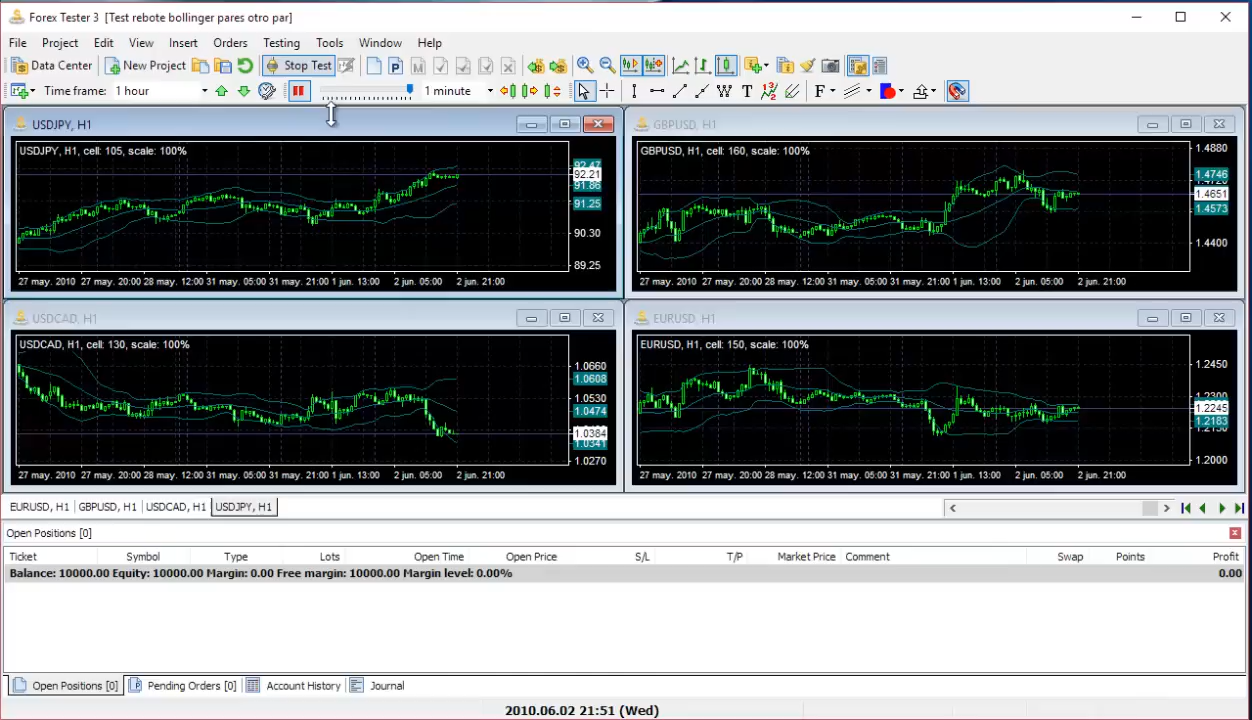 Forex Tester 3 [Test rebote bollinger pares otro par]
File Project Edit View Insert Orders Testing Tools Window Help
Data Center New Project Stop Test
Time frame: 1 hour 1 minute
USDJPY, H1
USDJPY, H1, cell: 105, scale: 100%
92.47
92.21
91.86
91.25
90.30
89.25
27 may. 2010 27 may. 20:00 28 may. 12:00 31 may. 05:00 31 may. 21:00 1 jun. 13:00 2 jun. 05:00 2 jun. 21:00
GBPUSD, H1
GBPUSD, H1, cell: 160, scale: 100%
1.4880
1.4746
1.4651
1.4573
1.4400
27 may. 2010 27 may. 20:00 28 may. 12:00 31 may. 05:00 31 may. 21:00 1 jun. 13:00 2 jun. 05:00 2 jun. 21:00
USDCAD, H1
USDCAD, H1, cell: 130, scale: 100%
1.0660
1.0608
1.0530
1.0474
1.0384
1.0341
1.0270
27 may. 2010 27 may. 20:00 28 may. 12:00 31 may. 05:00 31 may. 21:00 1 jun. 13:00 2 jun. 05:00 2 jun. 21:00
EURUSD, H1
EURUSD, H1, cell: 150, scale: 100%
1.2450
1.2300
1.2245
1.2183
1.2150
1.2000
27 may. 2010 27 may. 20:00 28 may. 12:00 31 may. 05:00 31 may. 21:00 1 jun. 13:00 2 jun. 05:00 2 jun. 21:00
EURUSD, H1 GBPUSD, H1 USDCAD, H1 USDJPY, H1
Open Positions [0]
Ticket Symbol Type Lots Open Time Open Price S/L T/P Market Price Comment Swap Points Profit
Balance: 10000.00 Equity: 10000.00 Margin: 0.00 Free margin: 10000.00 Margin level: 0.00% 0.00
Open Positions [0] Pending Orders [0] Account History Journal
2010.06.02 21:51 (Wed)